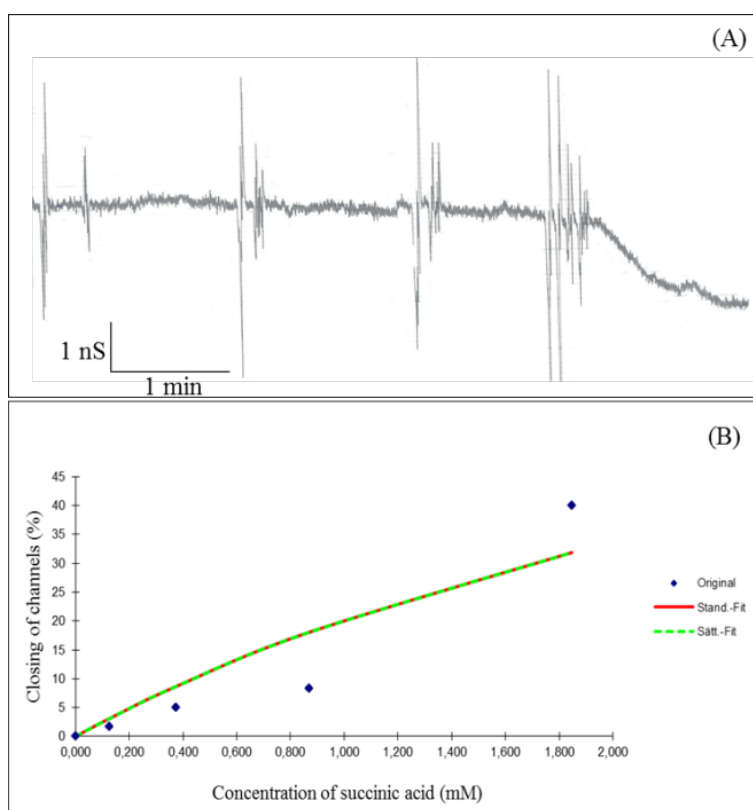 (A)
1 nS
1 min
(B)
45
40
35
30
25
20
15
10
5
0
0,000 0,200 0,400 0,600 0,800 1,000 1,200 1,400 1,600 1,800 2,000
Closing of channels (%)
Concentration of succinic acid (mM)
Original
Stand.-Fit
Sätt.-Fit